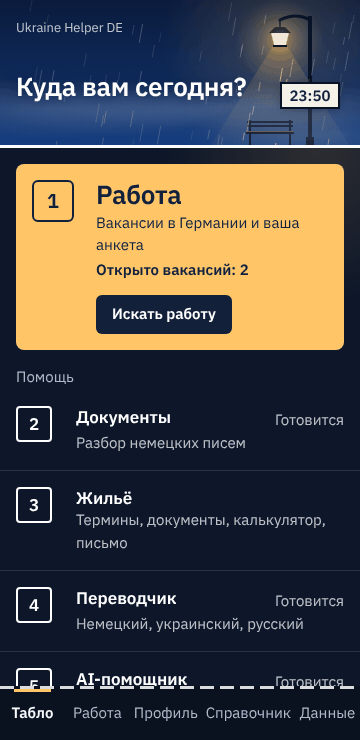 Ukraine Helper DE
Куда вам сегодня?
23:50
1
Работа
Вакансии в Германии и ваша
анкета
Открыто вакансий: 2
Искать работу
Помощь
2
Документы
Готовится
Разбор немецких писем
3
Жильё
Термины, документы, калькулятор,
письмо
4
Переводчик
Готовится
Немецкий, украинский, русский
5
AI-помощник
Готовится
Табло
Работа
Профиль
Справочник
Данные